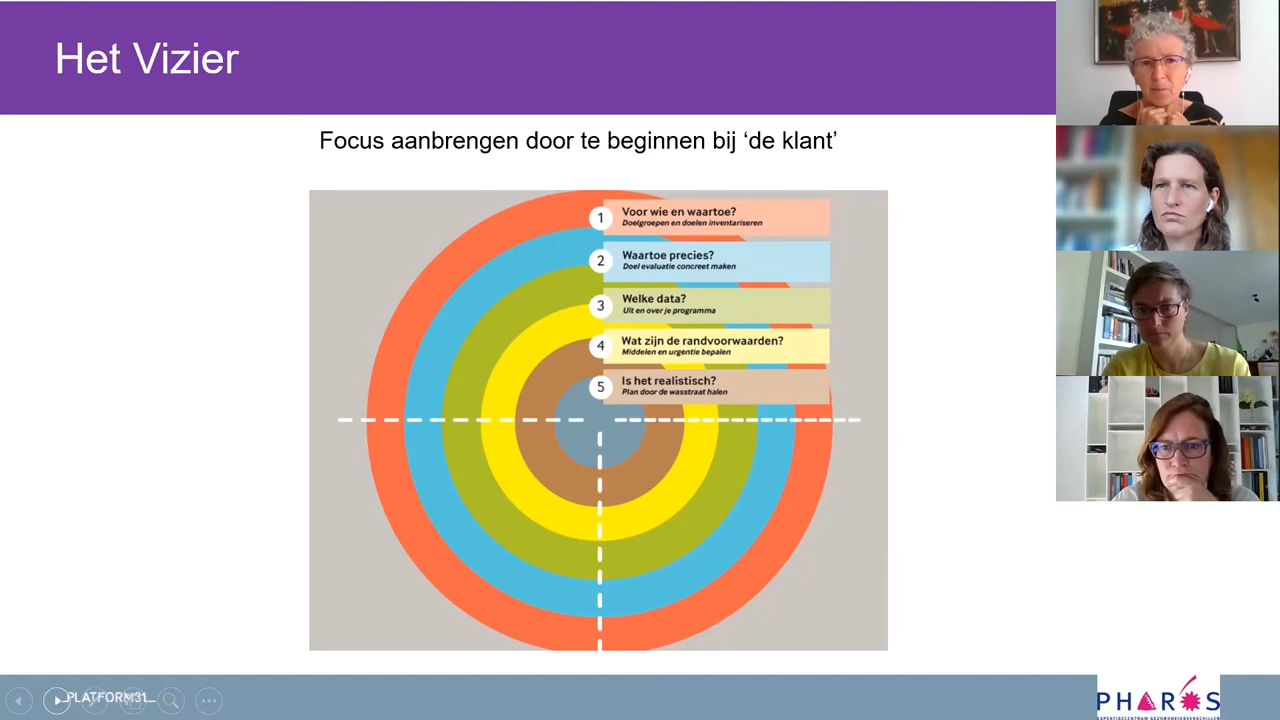 Het Vizier
Focus aanbrengen door te beginnen bij ‘de klant’
1
Voor wie en waartoe?
Doelgroepen en doelen inventariseren
2
Waartoe precies?
Doel evaluatie concreet maken
3
Welke data?
Uit en over je programma
4
Wat zijn de randvoorwaarden?
Middelen en urgentie bepalen
5
Is het realistisch?
Plan door de wasstraat halen
PLATFORM31
PHAROS
EXPERTISECENTRUM GEZONDHEIDSVERSCHILLEN